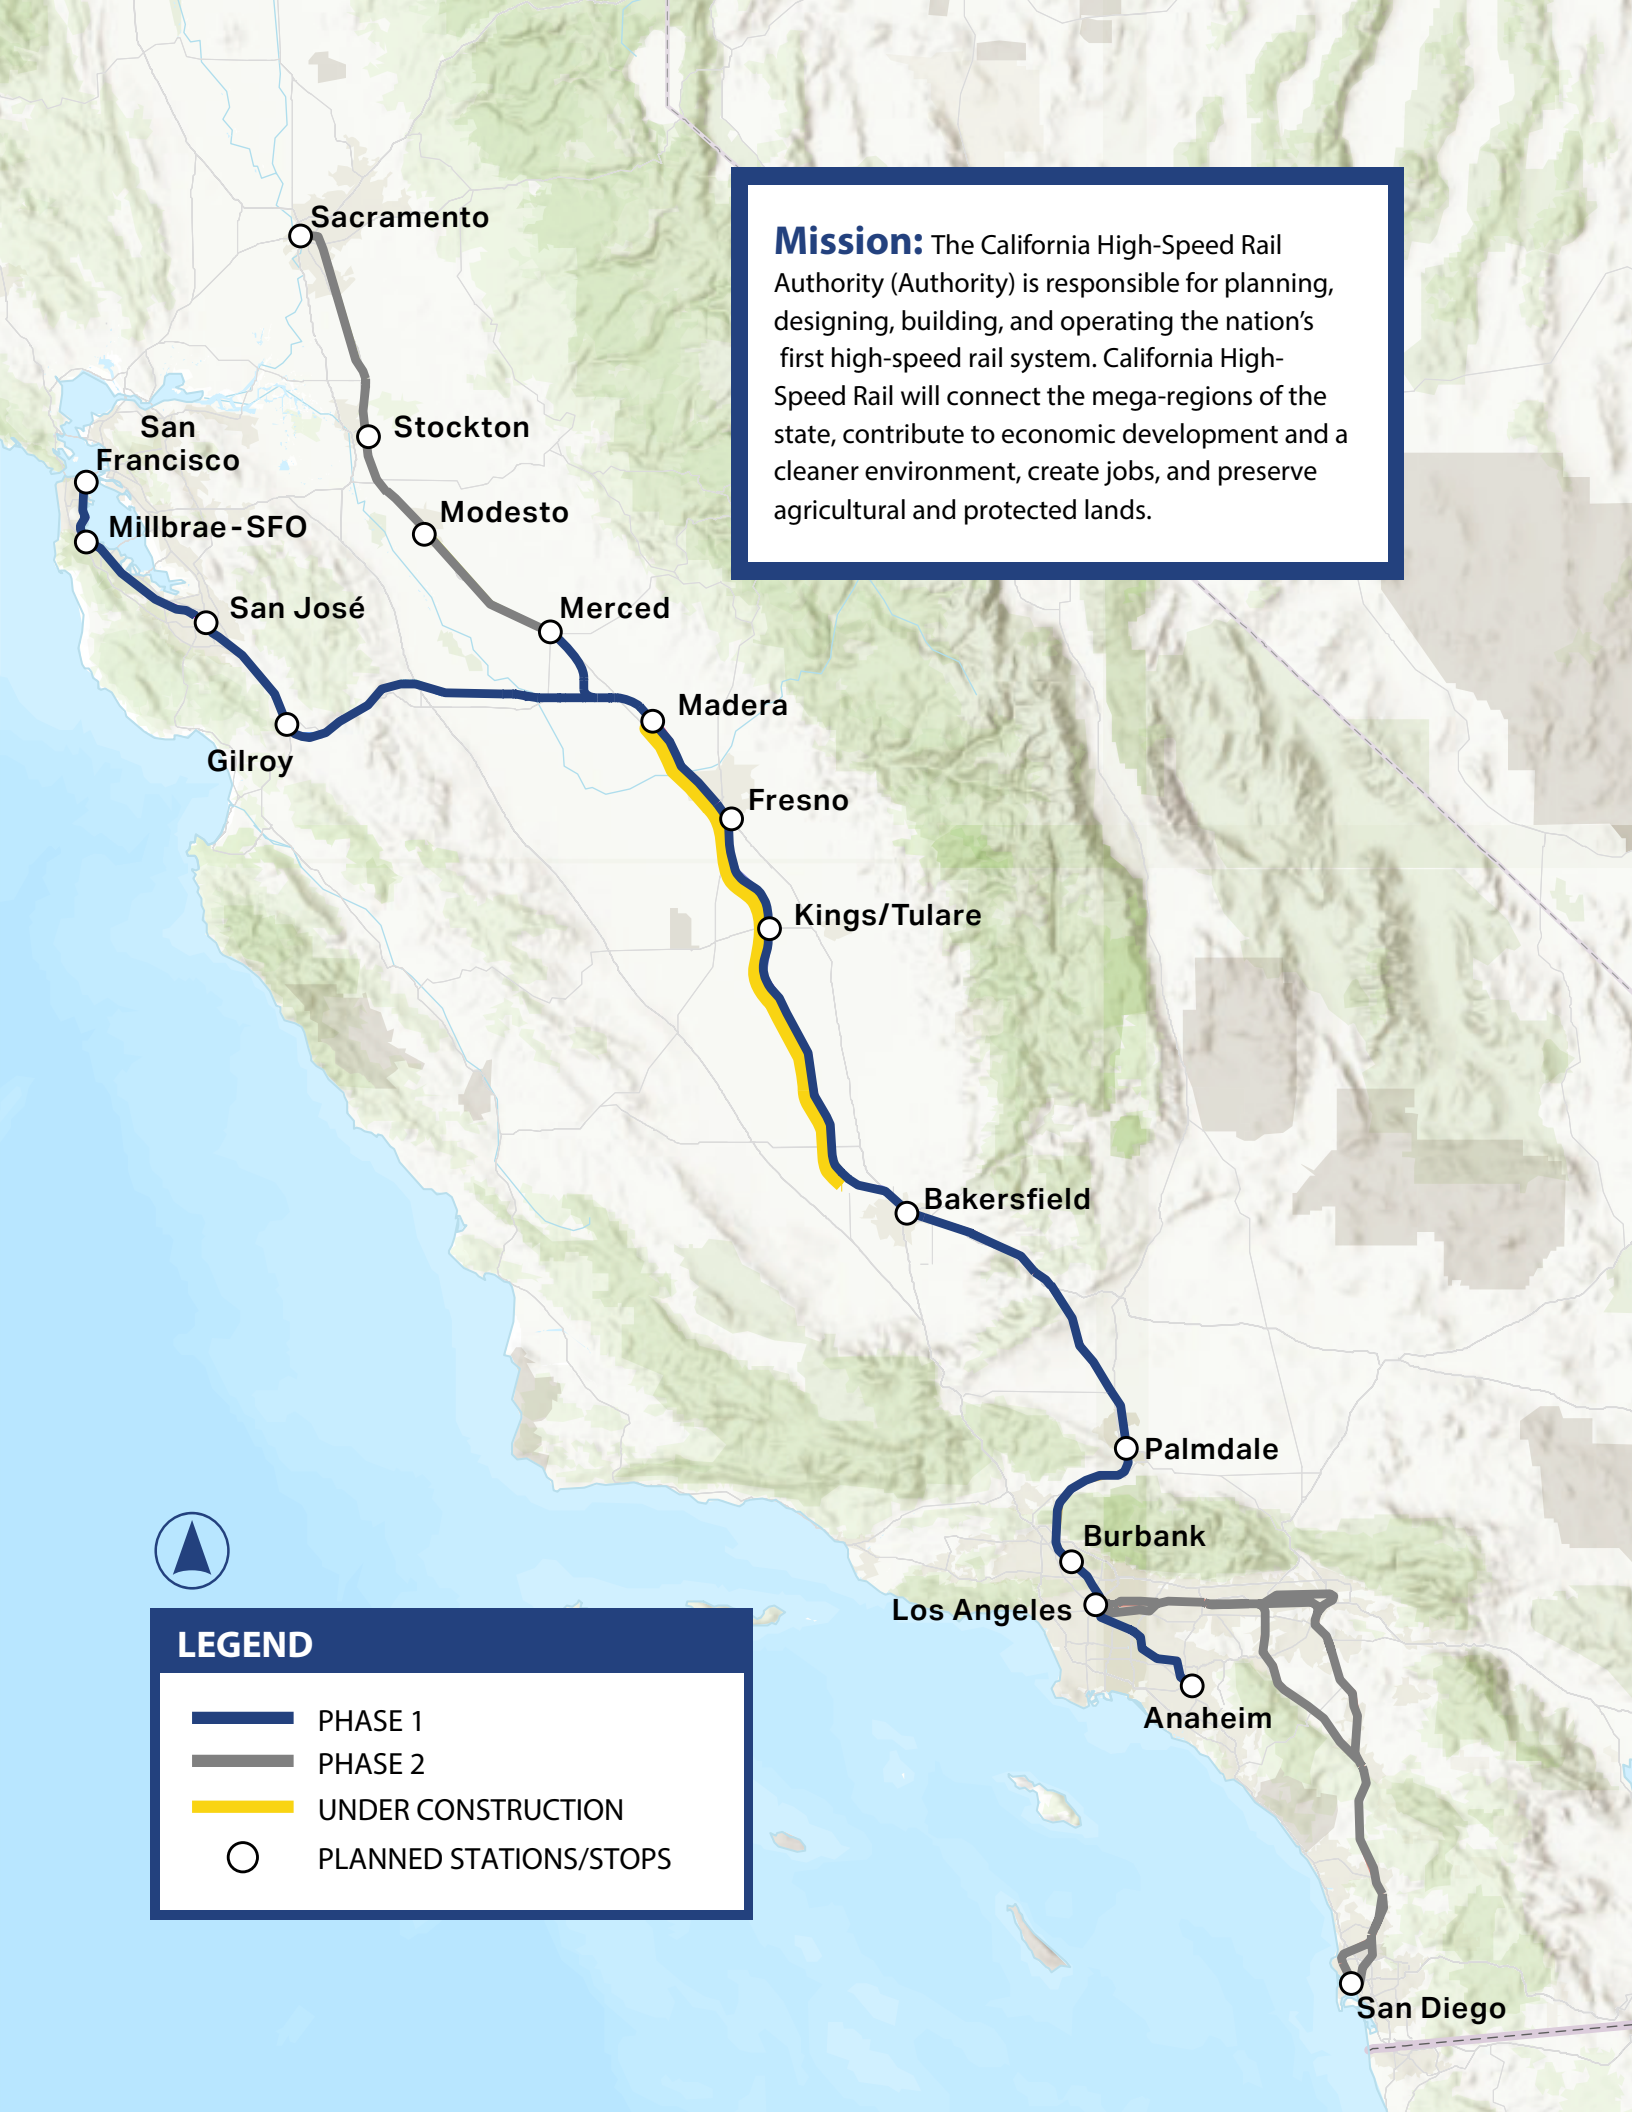 Sacramento
Mission: The California High-Speed Rail
Authority (Authority) is responsible for planning,
designing, building, and operating the nation's
first high-speed rail system. California High-
Speed Rail will connect the mega-regions of the
state, contribute to economic development and a
cleaner environment, create jobs, and preserve
agricultural and protected lands.
San
Francisco
Stockton
Millbrae-SFO
Modesto
San José
Merced
Madera
Gilroy
Fresno
Kings/Tulare
Bakersfield
Palmdale
Burbank
Los Angeles
Anaheim
San Diego
LEGEND
PHASE 1
PHASE 2
UNDER CONSTRUCTION
PLANNED STATIONS/STOPS